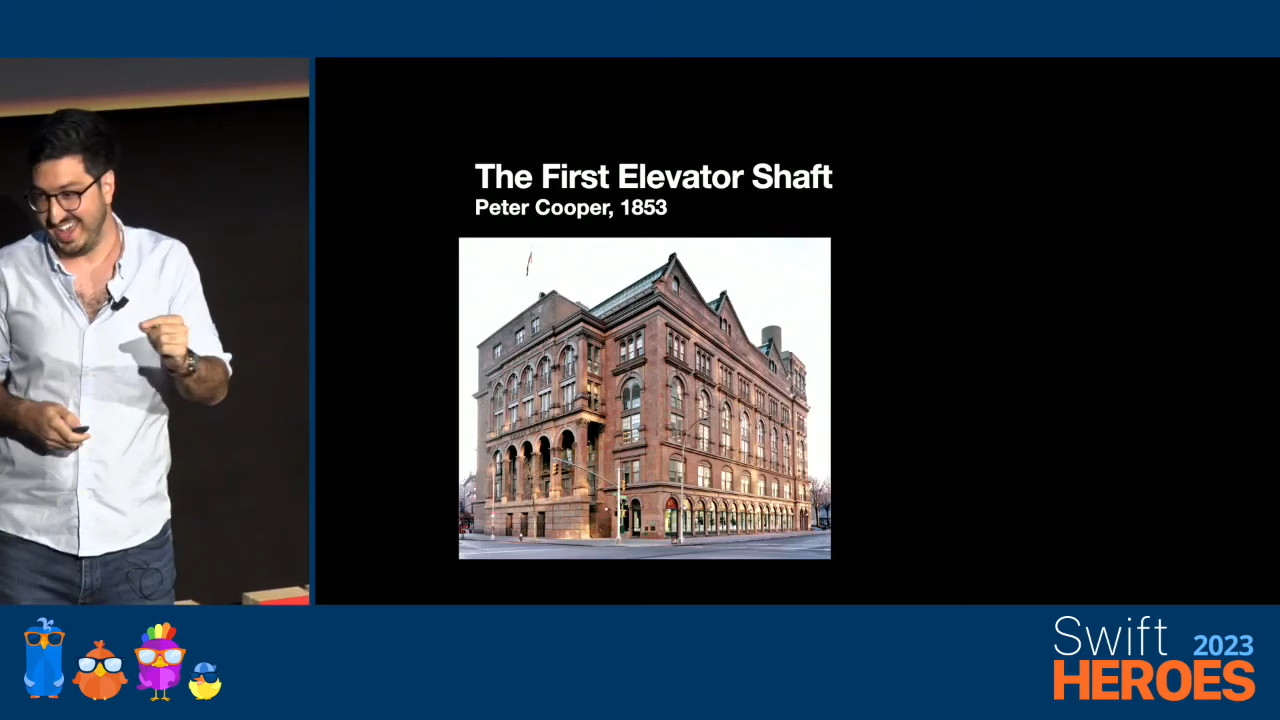 The First Elevator Shaft
Peter Cooper, 1853
Swift 2023
HEROES